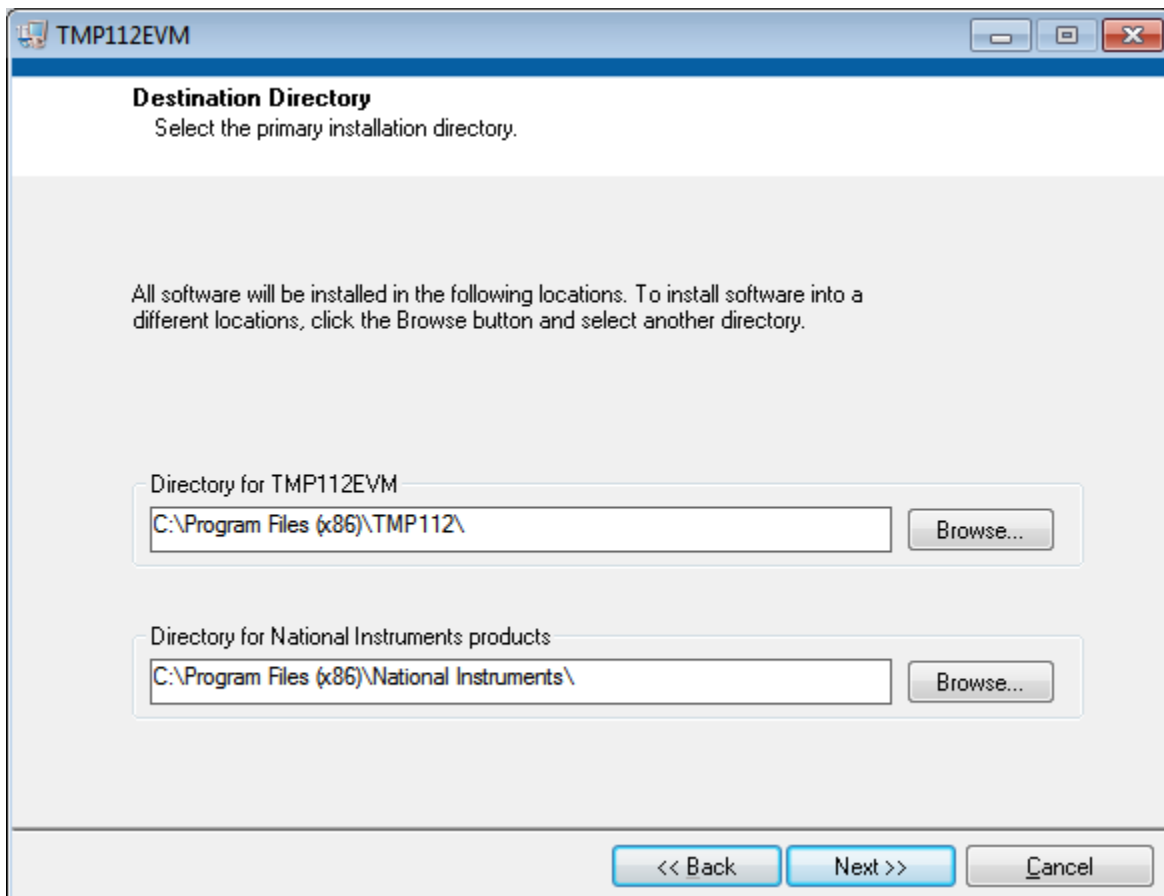 TMP112EVM
Destination Directory
Select the primary installation directory.
All software will be installed in the following locations. To install software into a
different locations, click the Browse button and select another directory.
Directory for TMP112EVM
C:\Program Files (x86)\TMP112\
Browse...
Directory for National Instruments products
C:\Program Files (x86)\National Instruments\
Browse...
<< Back
Next >>
Cancel